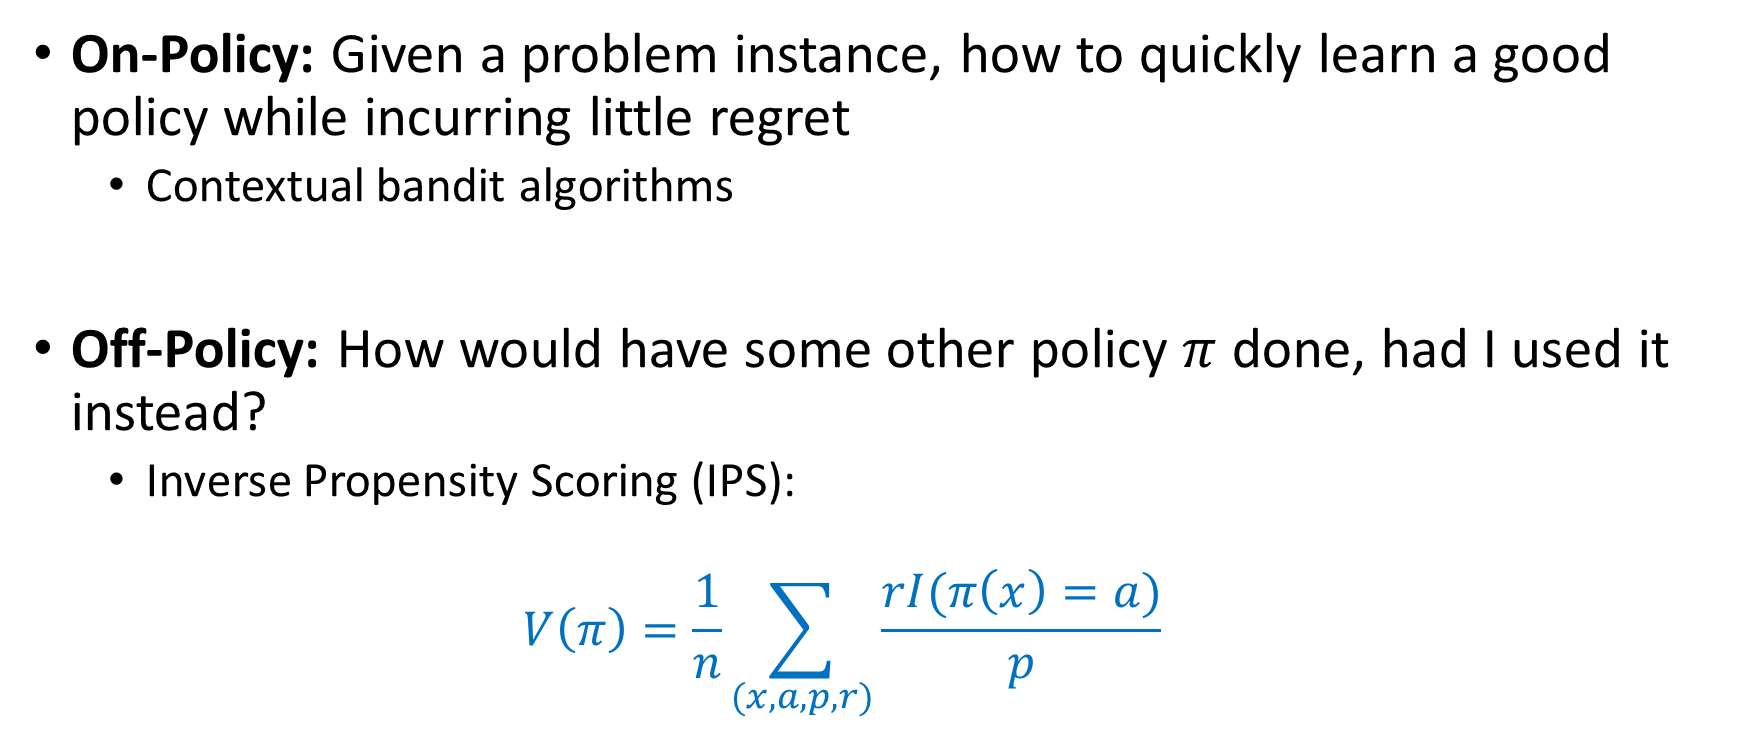 • On-Policy: Given a problem instance, how to quickly learn a good
policy while incurring little regret
• Contextual bandit algorithms
• Off-Policy: How would have some other policy π done, had I used it
instead?
• Inverse Propensity Scoring (IPS):
V(π) = 1/n ∑_(x,a,p,r) rI(π(x) = a)/p